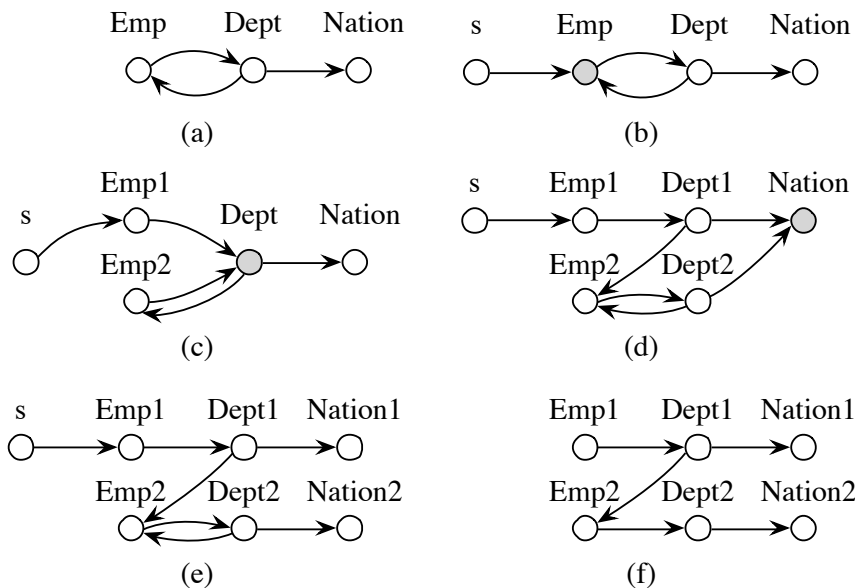 Emp Dept Nation
(a)
s Emp Dept Nation
(b)
s Emp1 Dept Nation
Emp2
(c)
s Emp1 Dept1 Nation
Emp2 Dept2
(d)
s Emp1 Dept1 Nation1
Emp2 Dept2 Nation2
(e)
Emp1 Dept1 Nation1
Emp2 Dept2 Nation2
(f)